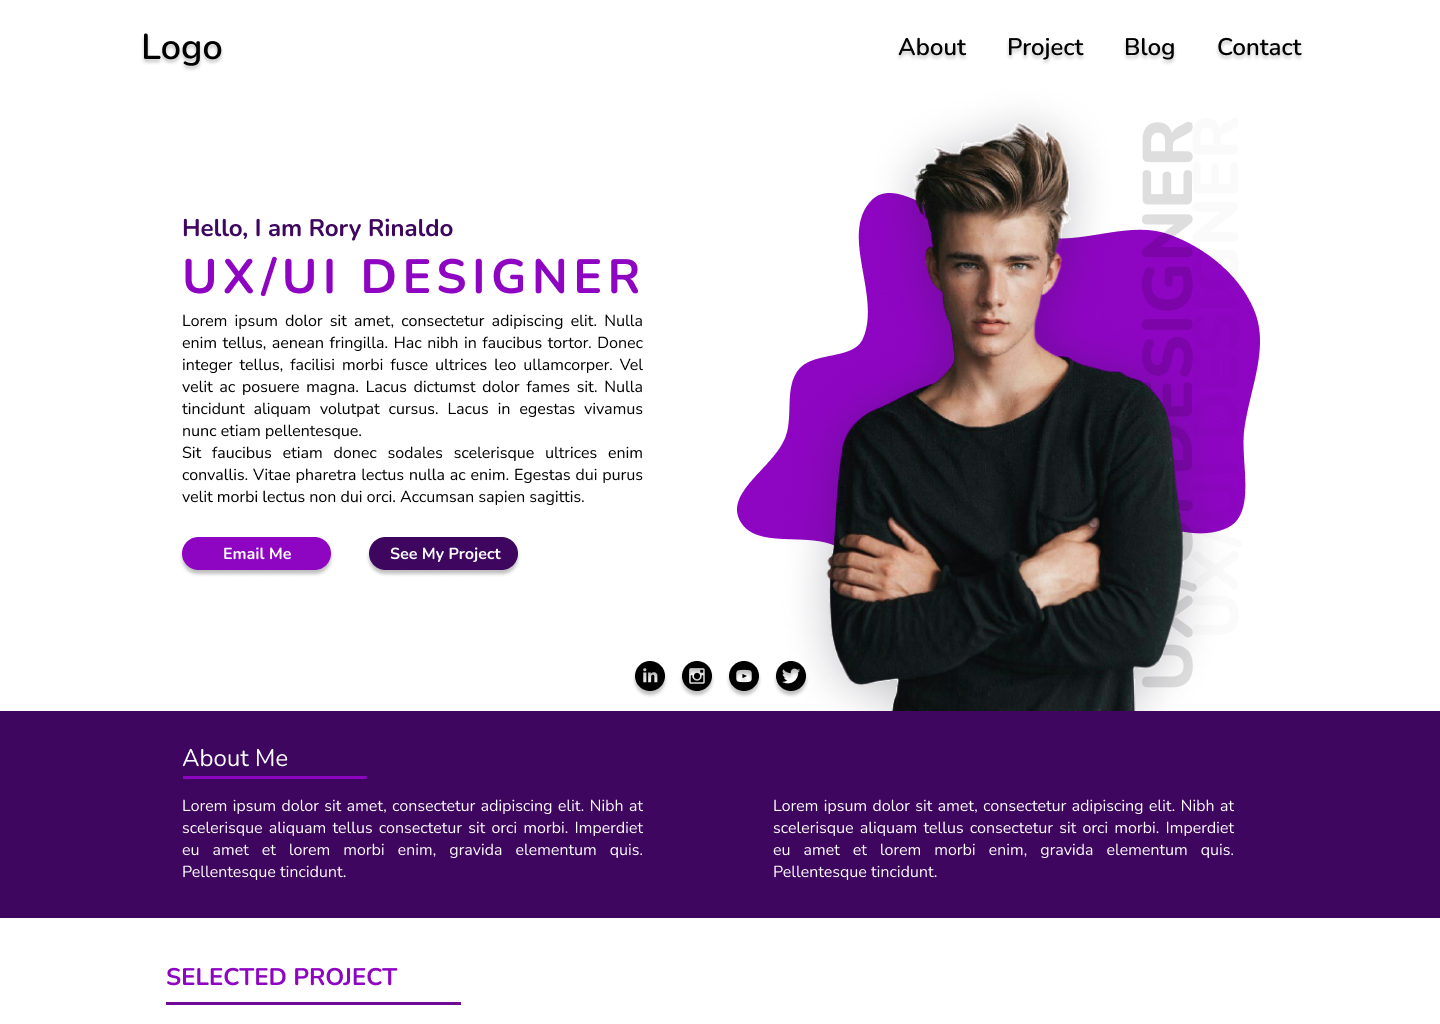 Logo
About
Project
Blog
Contact
Hello, I am Rory Rinaldo
UX/UI DESIGNER
Lorem ipsum dolor sit amet, consectetur adipiscing elit. Nulla
enim tellus, aenean fringilla. Hac nibh in faucibus tortor. Donec
integer tellus, facilisi morbi fusce ultrices leo ullamcorper. Vel
velit ac posuere magna. Lacus dictumst dolor fames sit. Nulla
tincidunt aliquam volutpat cursus. Lacus in egestas vivamus
nunc etiam pellentesque.
Sit faucibus etiam donec sodales scelerisque ultrices enim
convallis. Vitae pharetra lectus nulla ac enim. Egestas dui purus
velit morbi lectus non dui orci. Accumsan sapien sagittis.
Email Me
See My Project
UX/UI DESIGNER
UX/UI DESIGNER
in
About Me
Lorem ipsum dolor sit amet, consectetur adipiscing elit. Nibh at
scelerisque aliquam tellus consectetur sit orci morbi. Imperdiet
eu amet et lorem morbi enim, gravida elementum quis.
Pellentesque tincidunt.
Lorem ipsum dolor sit amet, consectetur adipiscing elit. Nibh at
scelerisque aliquam tellus consectetur sit orci morbi. Imperdiet
eu amet et lorem morbi enim, gravida elementum quis.
Pellentesque tincidunt.
SELECTED PROJECT